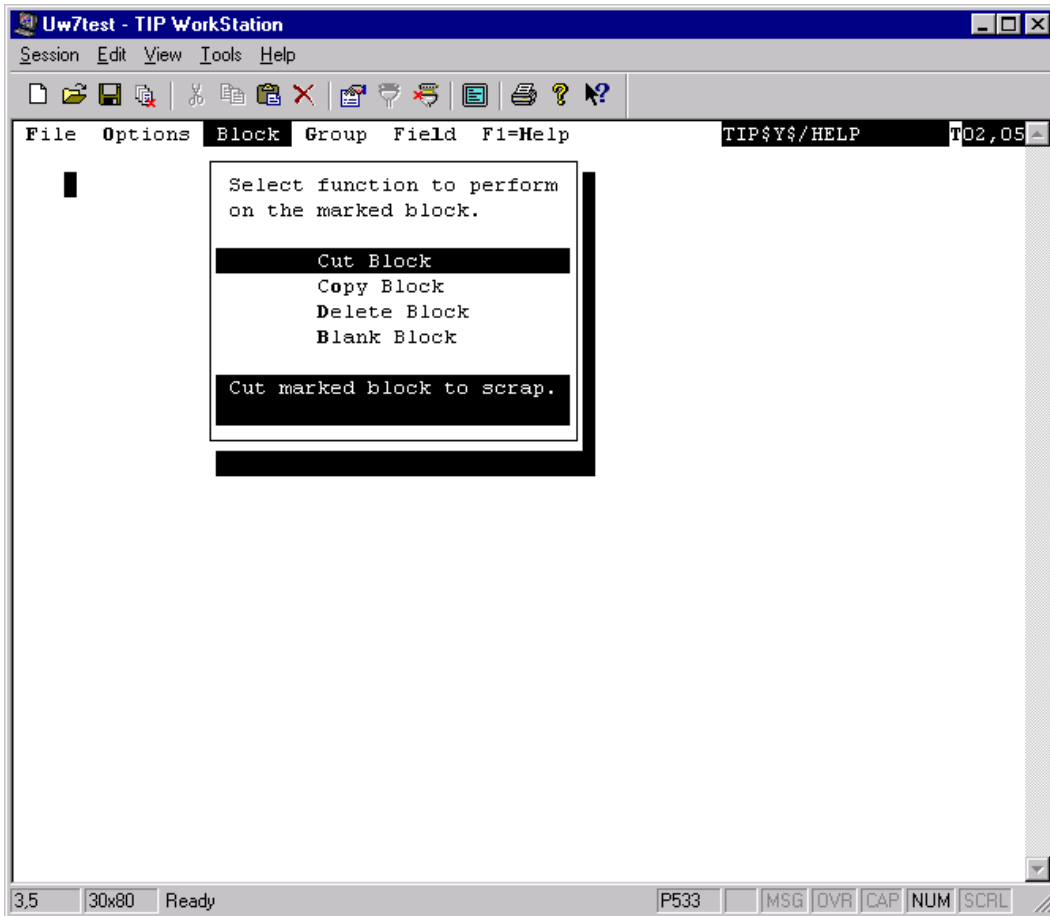 Uw7test - TIP WorkStation
Session Edit View Tools Help
File Options Block Group Field F1=Help TIP$Y$/HELP T02,05
Select function to perform
on the marked block.
Cut Block
Copy Block
Delete Block
Blank Block
Cut marked block to scrap.
3,5 30x80 Ready P533 MSG OVR CAP NUM SCRL